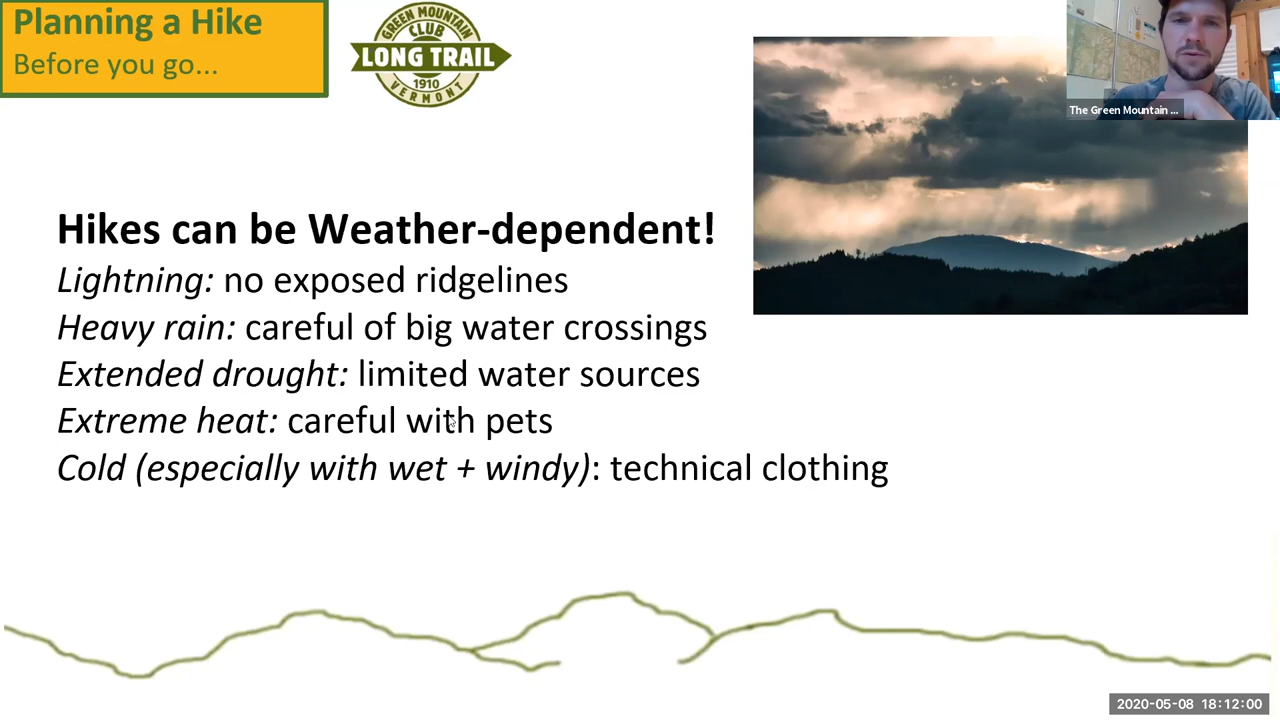 Planning a Hike
Before you go...
GREEN MOUNTAIN
CLUB
LONG TRAIL
1910
VERMONT
The Green Mountain ...
Hikes can be Weather-dependent!
Lightning: no exposed ridgelines
Heavy rain: careful of big water crossings
Extended drought: limited water sources
Extreme heat: careful with pets
Cold (especially with wet + windy): technical clothing
2020-05-08 18:12:00